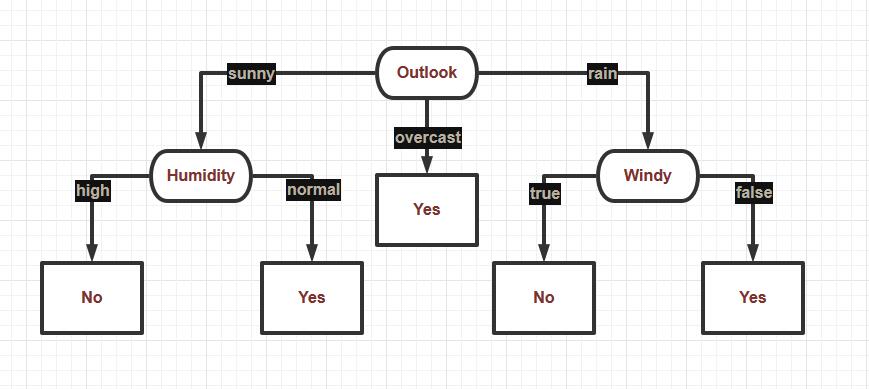 Outlook
sunny
rain
overcast
Humidity
Windy
high
normal
Yes
true
false
No
Yes
No
Yes